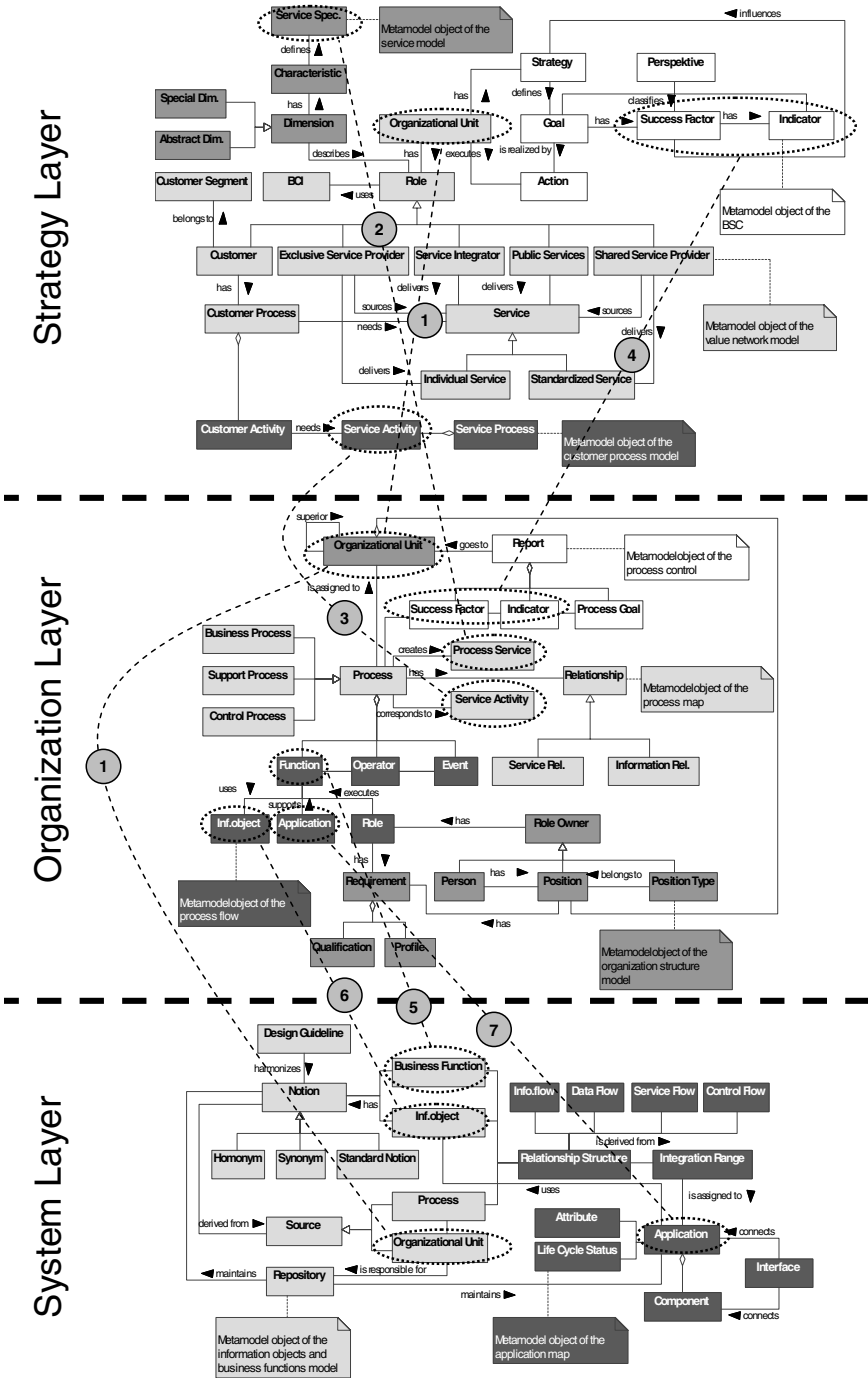 Strategy Layer
Service Spec.
Metamodel object of the
service model
influences
defines
Characteristic
Strategy
Perspektive
has
has
defines
classifies
Special Dim.
Abstract Dim.
Dimension
Organizational Unit
Goal
has
Success Factor
has
Indicator
describes
has
executes
is realized by
Customer Segment
BCI
uses
Role
Action
Metamodel object of the
BSC
belongs to
2
Customer
Exclusive Service Provider
Service Integrator
Public Services
Shared Service Provider
has
delivers
delivers
Customer Process
sources
1
Service
sources
needs
delivers
Metamodel object of the
value network model
4
delivers
Individual Service
Standardized Service
Customer Activity
needs
Service Activity
Service Process
Metamodel object of the
customer process model
Organization Layer
superior
Organizational Unit
goes to
Report
Metamodelobject of the
process control
is assigned to
Success Factor
Indicator
Process Goal
3
Business Process
creates
Process Service
Support Process
Process
has
Relationship
Metamodelobject of the
process map
Control Process
Service Activity
corresponds to
1
Function
Operator
Event
Service Rel.
Information Rel.
uses
executes
supports
Inf.object
Application
Role
has
Role Owner
has
Metamodelobject of the
process flow
Requirement
Person
has
Position
belongs to
Position Type
has
Qualification
Profile
Metamodelobject of the
organization structure
model
6
5
7
System Layer
Design Guideline
harmonizes
Business Function
Notion
has
Inf.object
Info.flow
Data Flow
Service Flow
Control Flow
is derived from
Homonym
Synonym
Standard Notion
Relationship Structure
Integration Range
uses
is assigned to
Process
derived from
Source
Attribute
Application
connects
Organizational Unit
Life Cycle Status
Interface
maintains
Repository
is responsible for
maintains
Component
connects
Metamodel object of the
information objects and
business functions model
Metamodel object of the
application map